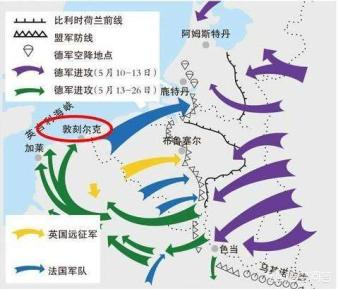 比利时荷兰前线
盟军防线
德军空降地点
德军进攻(5月10-13日)
德军进攻(5月13-26日)
阿姆斯特丹
鹿特丹
英吉利海峡
敦刻尔克
加莱
布鲁塞尔
英国远征军
法国军队
色当